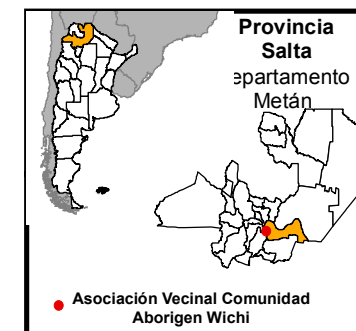 Provincia
Salta
epartamento
Metán
Asociación Vecinal Comunidad
Aborigen Wichi